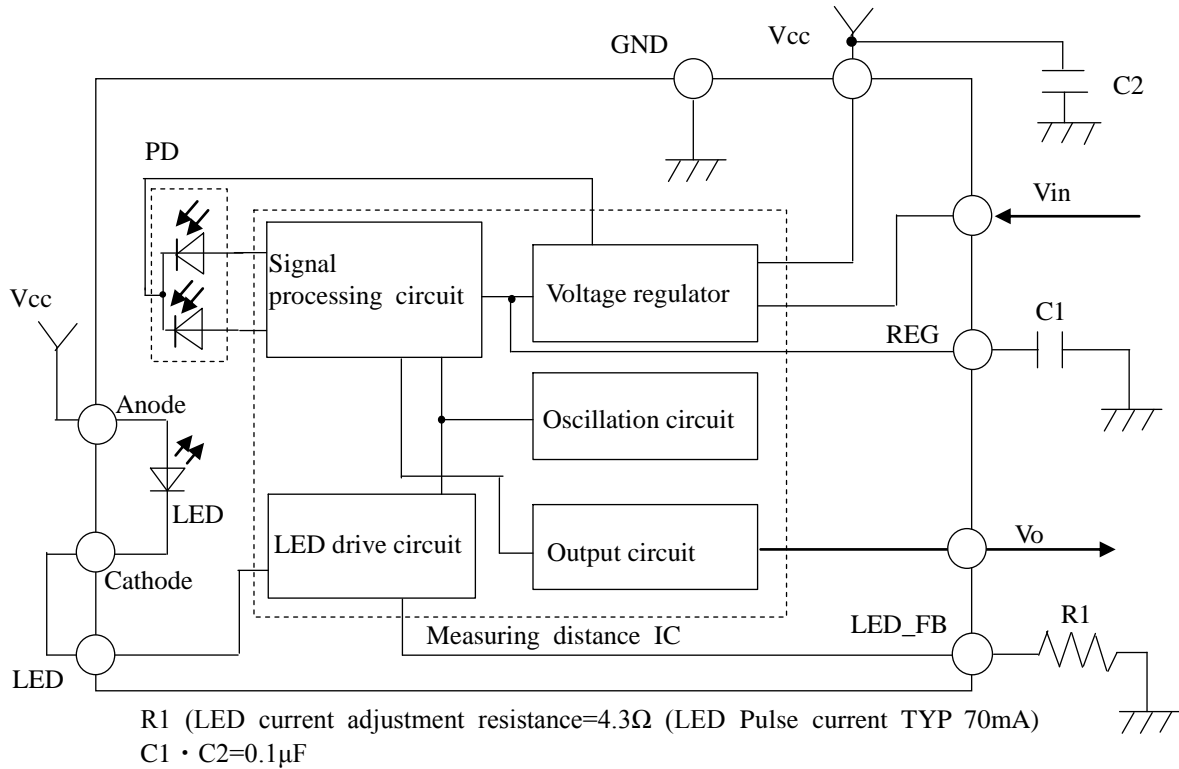 GND
Vcc
C2
PD
Vin
Signal
processing circuit
Voltage regulator
Vcc
C1
REG
Anode
Oscillation circuit
LED
LED drive circuit
Output circuit
Vo
Cathode
Measuring distance IC
LED_FB
R1
LED
R1 (LED current adjustment resistance=4.3Ω (LED Pulse current TYP 70mA)
C1・C2=0.1μF